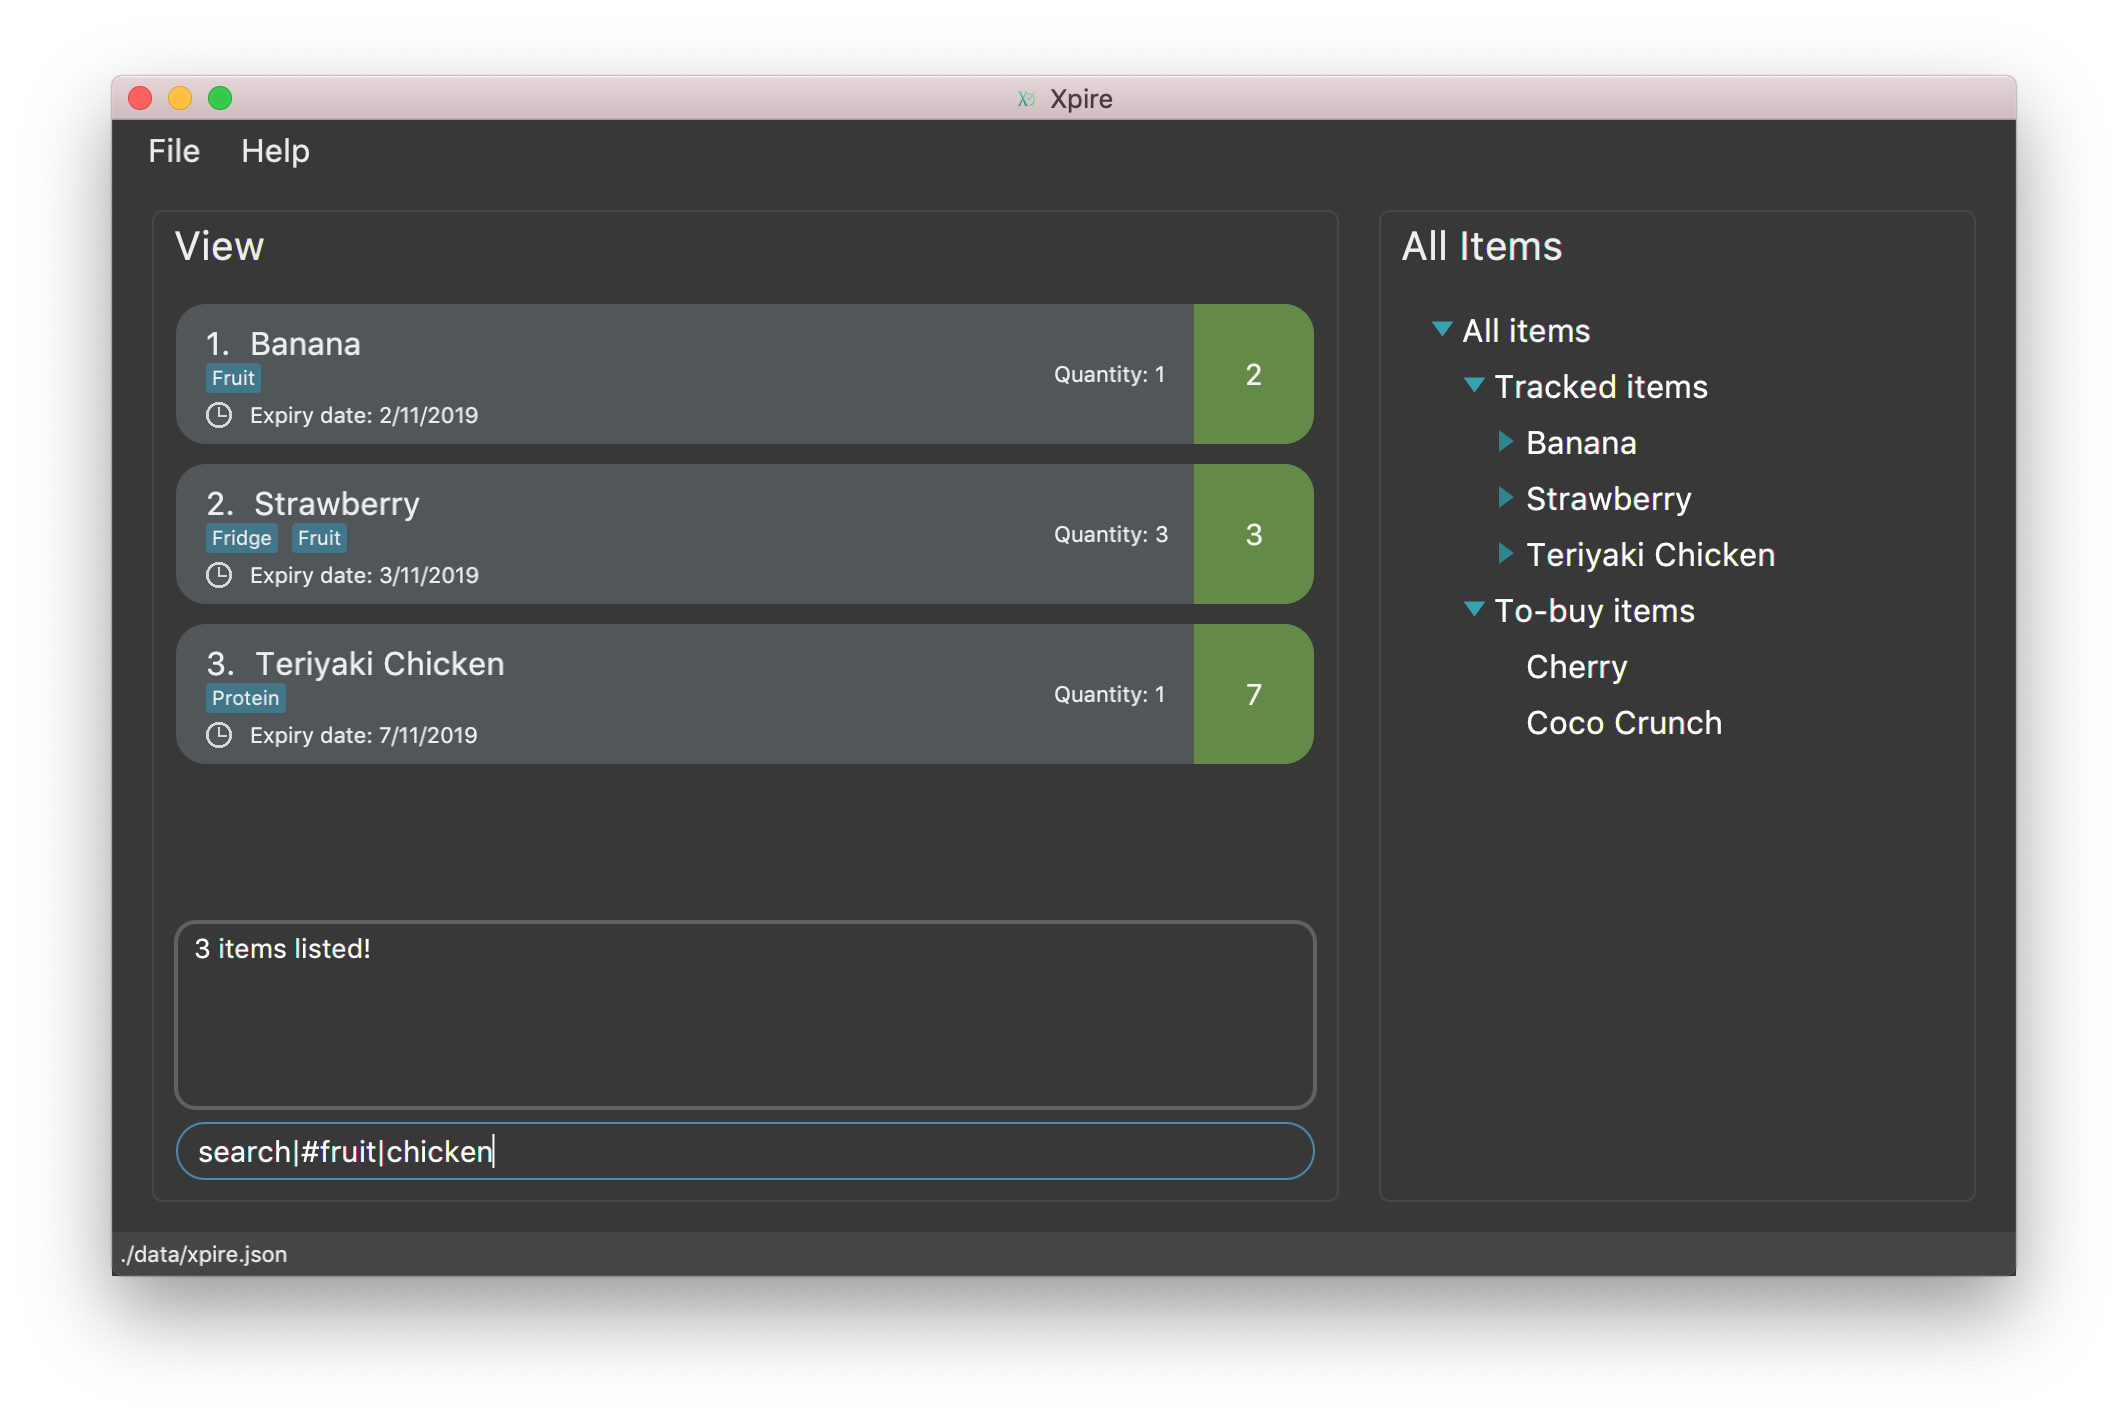 Xpire
File Help
View
1. Banana
Fruit
Expiry date: 2/11/2019
Quantity: 1
2
2. Strawberry
Fridge Fruit
Expiry date: 3/11/2019
Quantity: 3
3
3. Teriyaki Chicken
Protein
Expiry date: 7/11/2019
Quantity: 1
7
3 items listed!
search|#fruit|chicken
All Items
All items
Tracked items
Banana
Strawberry
Teriyaki Chicken
To-buy items
Cherry
Coco Crunch
./data/xpire.json